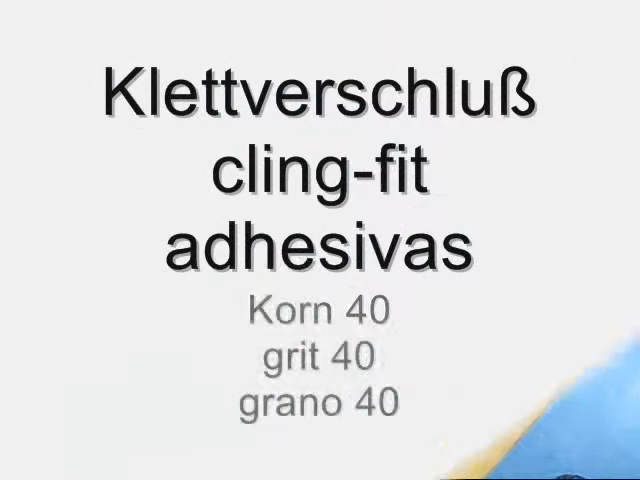 Klettverschluß
cling-fit
adhesivas
Korn 40
grit 40
grano 40